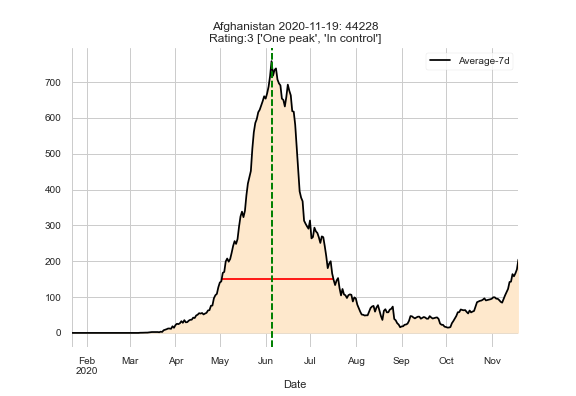 Afghanistan 2020-11-19: 44228
Rating:3 ['One peak', 'In control']
Average-7d
700
600
500
400
300
200
100
0
Feb Mar Apr May Jun Jul Aug Sep Oct Nov
2020
Date